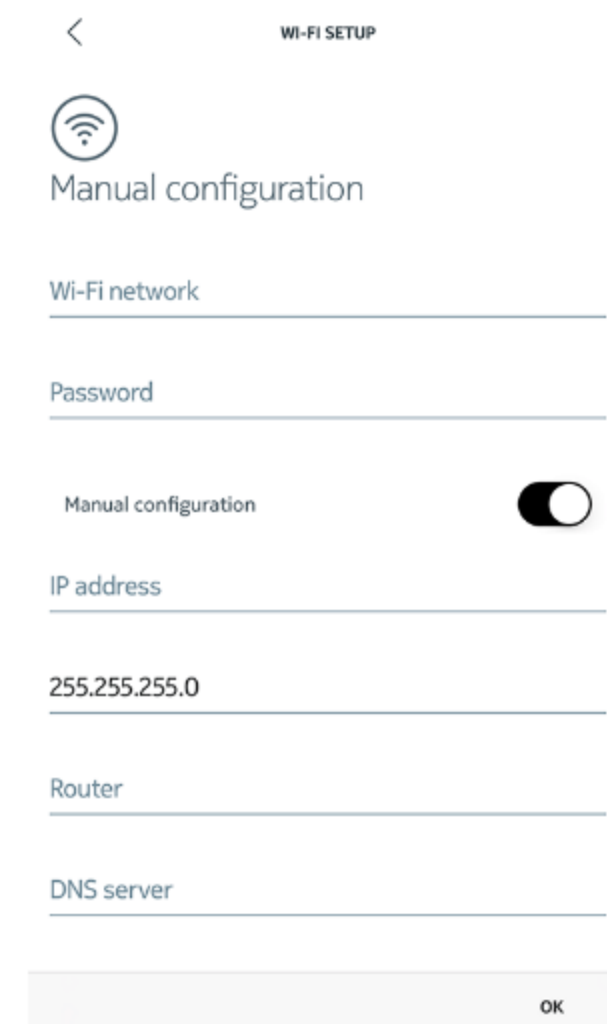 WI-FI SETUP
Manual configuration
Wi-Fi network
Password
Manual configuration
IP address
255.255.255.0
Router
DNS server
OK